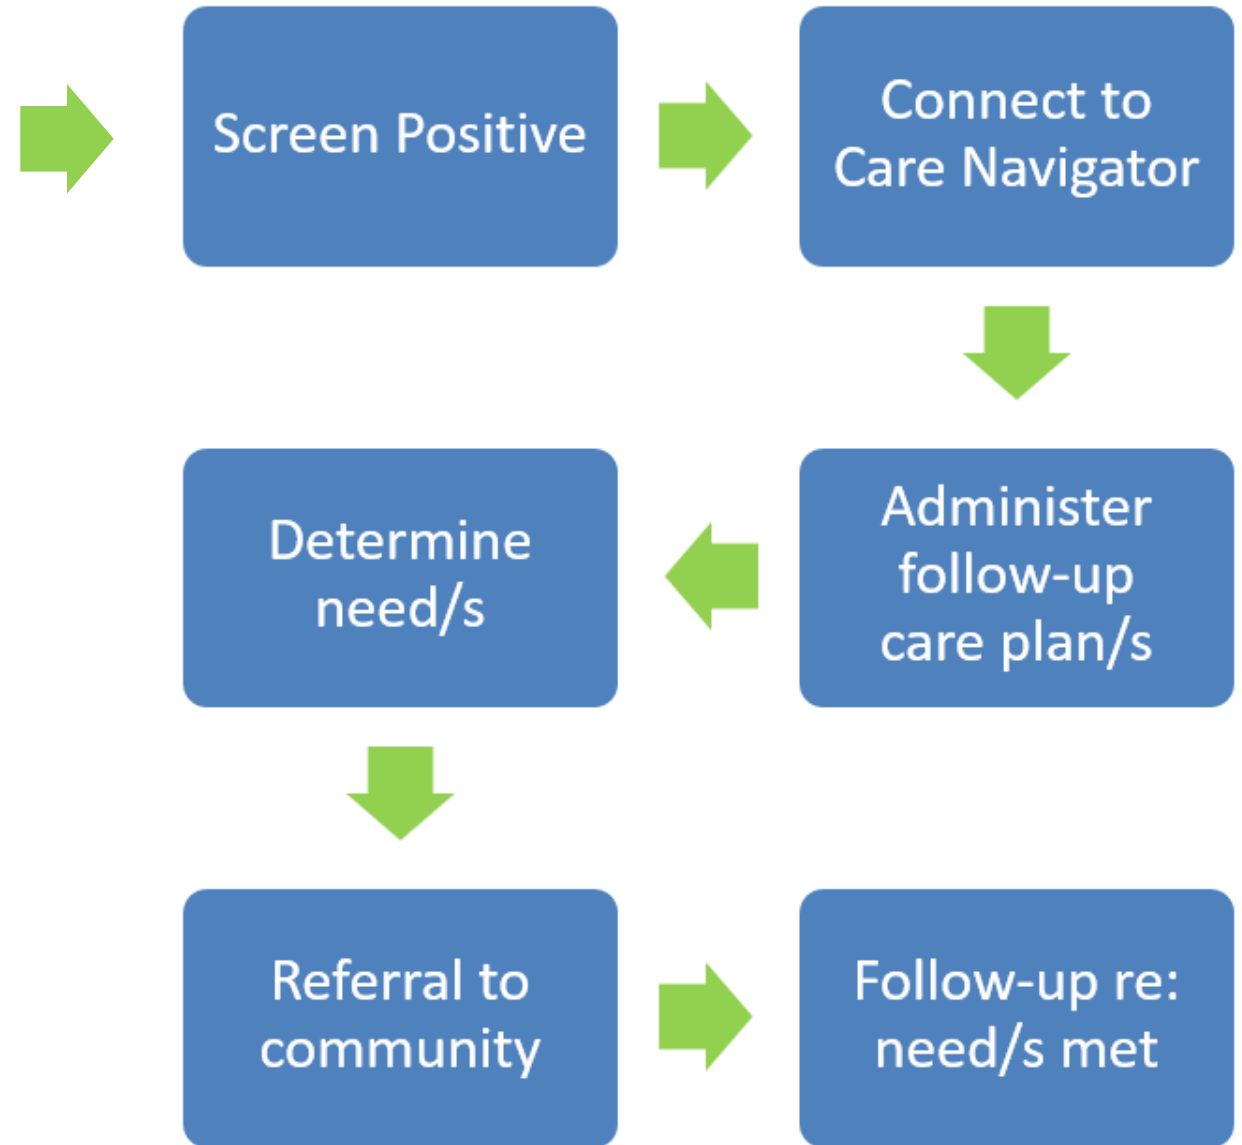 Screen Positive
Connect to
Care Navigator
Administer
follow-up
care plan/s
Determine
need/s
Referral to
community
Follow-up re:
need/s met